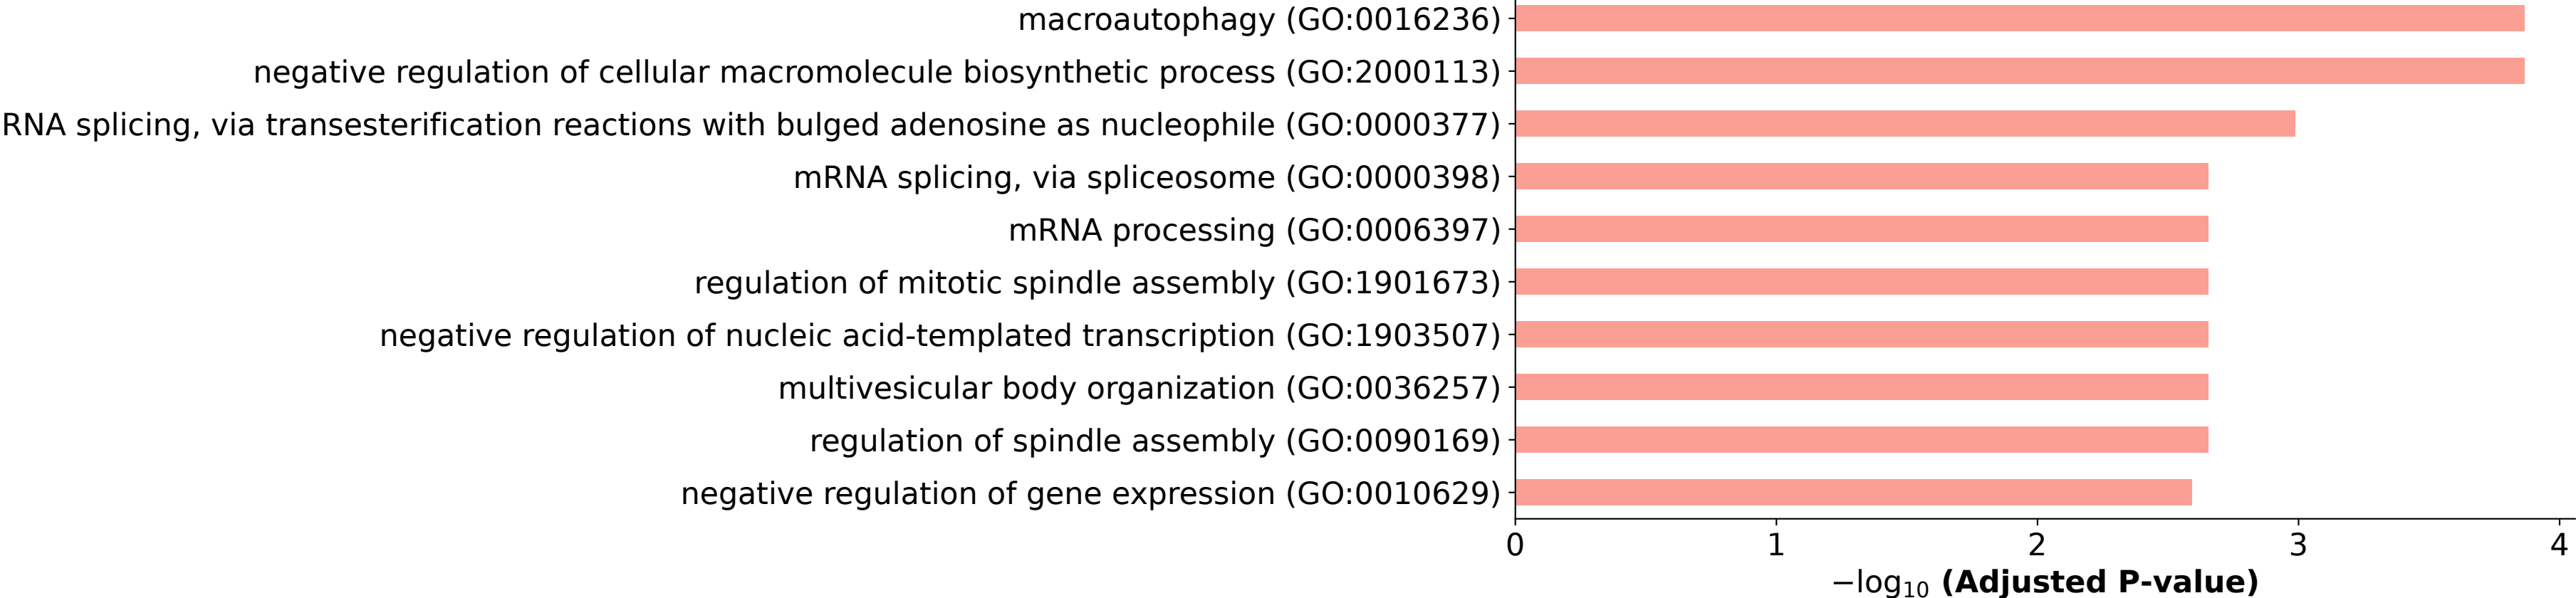 macroautophagy (GO:0016236)
negative regulation of cellular macromolecule biosynthetic process (GO:2000113)
RNA splicing, via transesterification reactions with bulged adenosine as nucleophile (GO:0000377)
mRNA splicing, via spliceosome (GO:0000398)
mRNA processing (GO:0006397)
regulation of mitotic spindle assembly (GO:1901673)
negative regulation of nucleic acid-templated transcription (GO:1903507)
multivesicular body organization (GO:0036257)
regulation of spindle assembly (GO:0090169)
negative regulation of gene expression (GO:0010629)
0 1 2 3 4
−log₁₀ (Adjusted P-value)